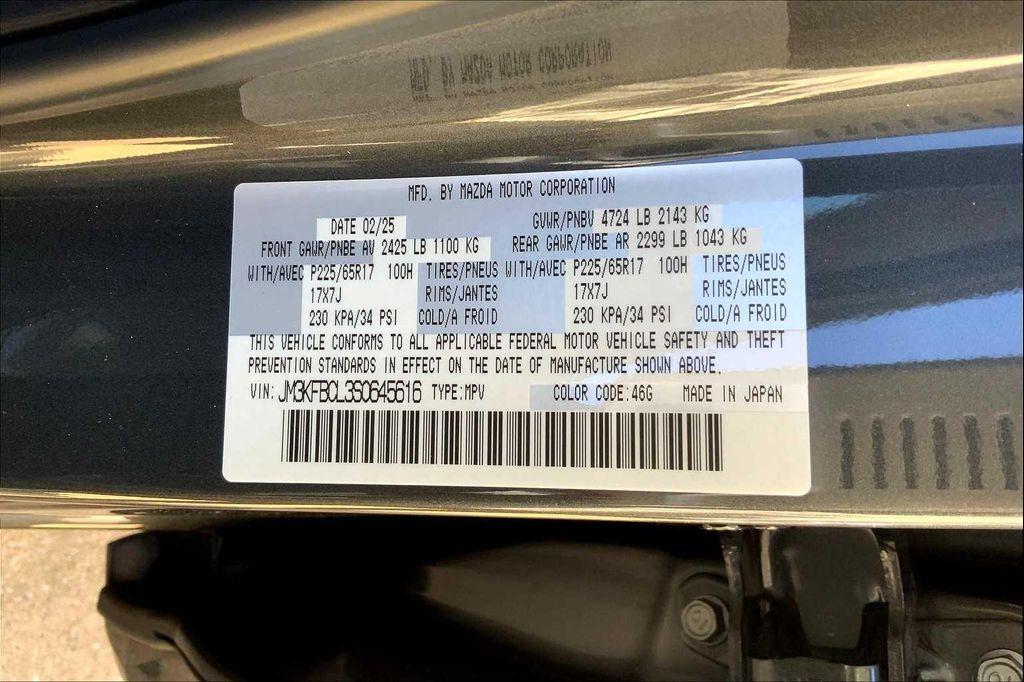 MFD. BY MAZDA MOTOR CORPORATION
DATE 02/25 GVWR/PNBV 4724 LB 2143 KG
FRONT GAWR/PNBE AV 2425 LB 1100 KG REAR GAWR/PNBE AR 2299 LB 1043 KG
WITH/AVEC P225/65R17 100H TIRES/PNEUS WITH/AVEC P225/65R17 100H TIRES/PNEUS
17X7J RIMS/JANTES 17X7J RIMS/JANTES
230 KPA/34 PSI COLD/A FROID 230 KPA/34 PSI COLD/A FROID
THIS VEHICLE CONFORMS TO ALL APPLICABLE FEDERAL MOTOR VEHICLE SAFETY AND THEFT
PREVENTION STANDARDS IN EFFECT ON THE DATE OF MANUFACTURE SHOWN ABOVE.
VIN: JM3KFBCL3S0645616 TYPE:MPV COLOR CODE:46G MADE IN JAPAN